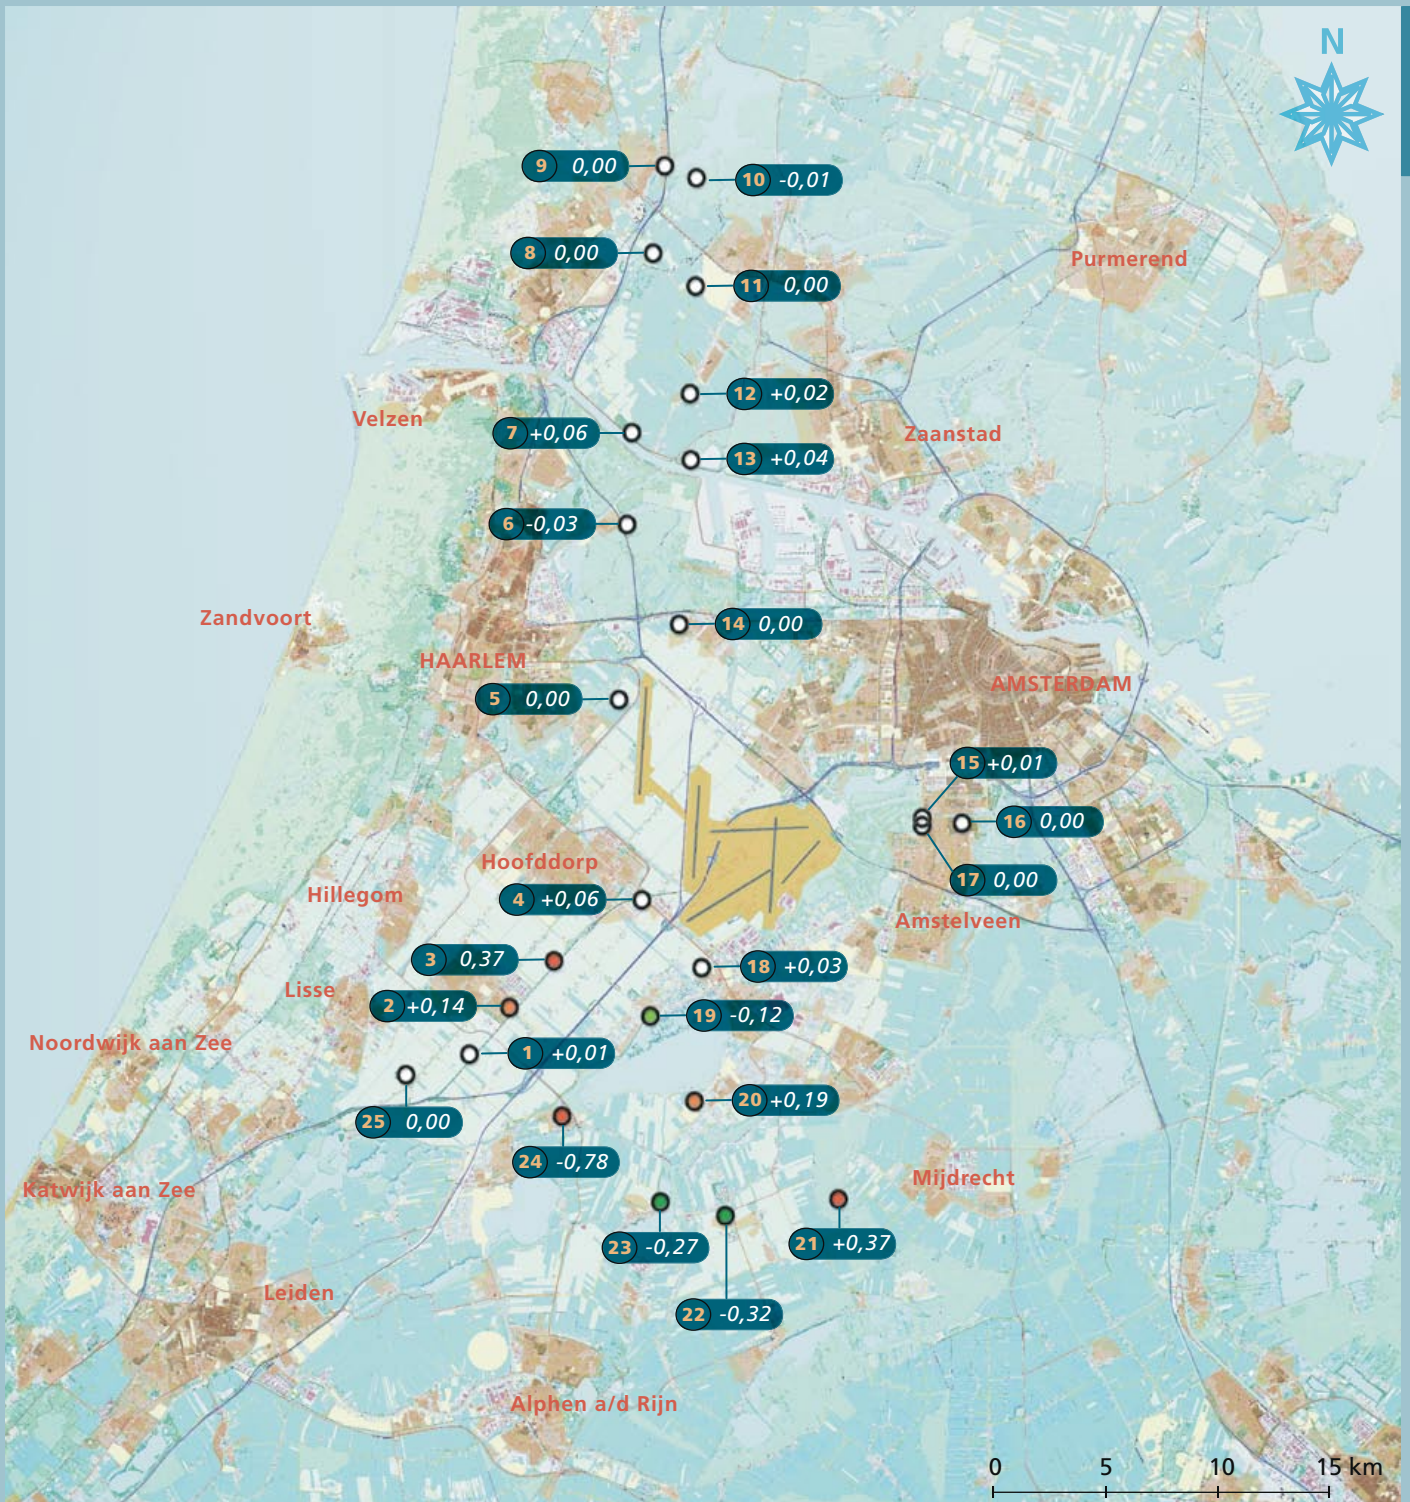 N
9 0,00
10 -0,01
8 0,00
Purmerend
11 0,00
12 +0,02
Velzen
7 +0,06
Zaanstad
13 +0,04
6 -0,03
Zandvoort
14 0,00
HAARLEM
AMSTERDAM
5 0,00
15 +0,01
16 0,00
Hoofddorp
17 0,00
Hillegom
4 +0,06
Amstelveen
3 0,37
18 +0,03
Lisse
2 +0,14
19 -0,12
Noordwijk aan Zee
1 +0,01
20 +0,19
25 0,00
24 -0,78
Mijdrecht
Katwijk aan Zee
23 -0,27
21 +0,37
Leiden
22 -0,32
Alphen a/d Rijn
0 5 10 15 km